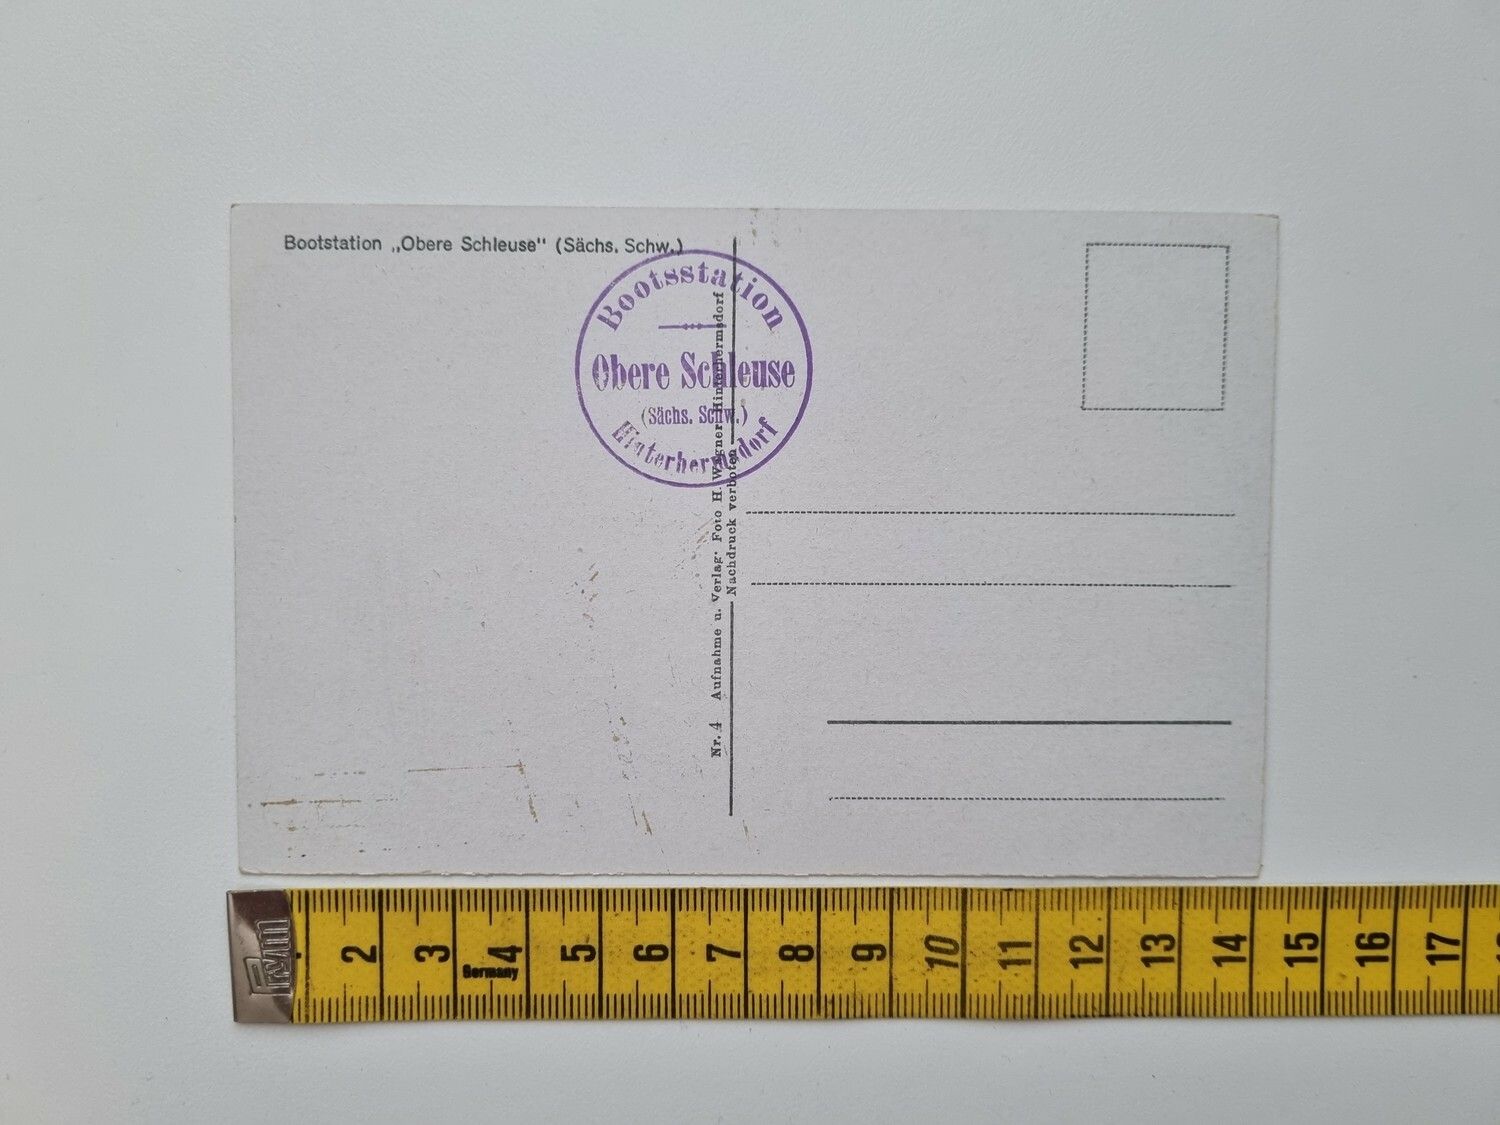 Bootstation „Obere Schleuse" (Sächs. Schw.)
Bootsstation
Obere Schleuse
(Sächs. Schw.)
Hinterhermsdorf
Nr. 4 Aufnahme u. Verlag: Foto H. Wagner, Hinterhermsdorf
Nachdruck verboten
Prym
2 3 4 5 6 7 8 9 10 11 12 13 14 15 16 17
Germany